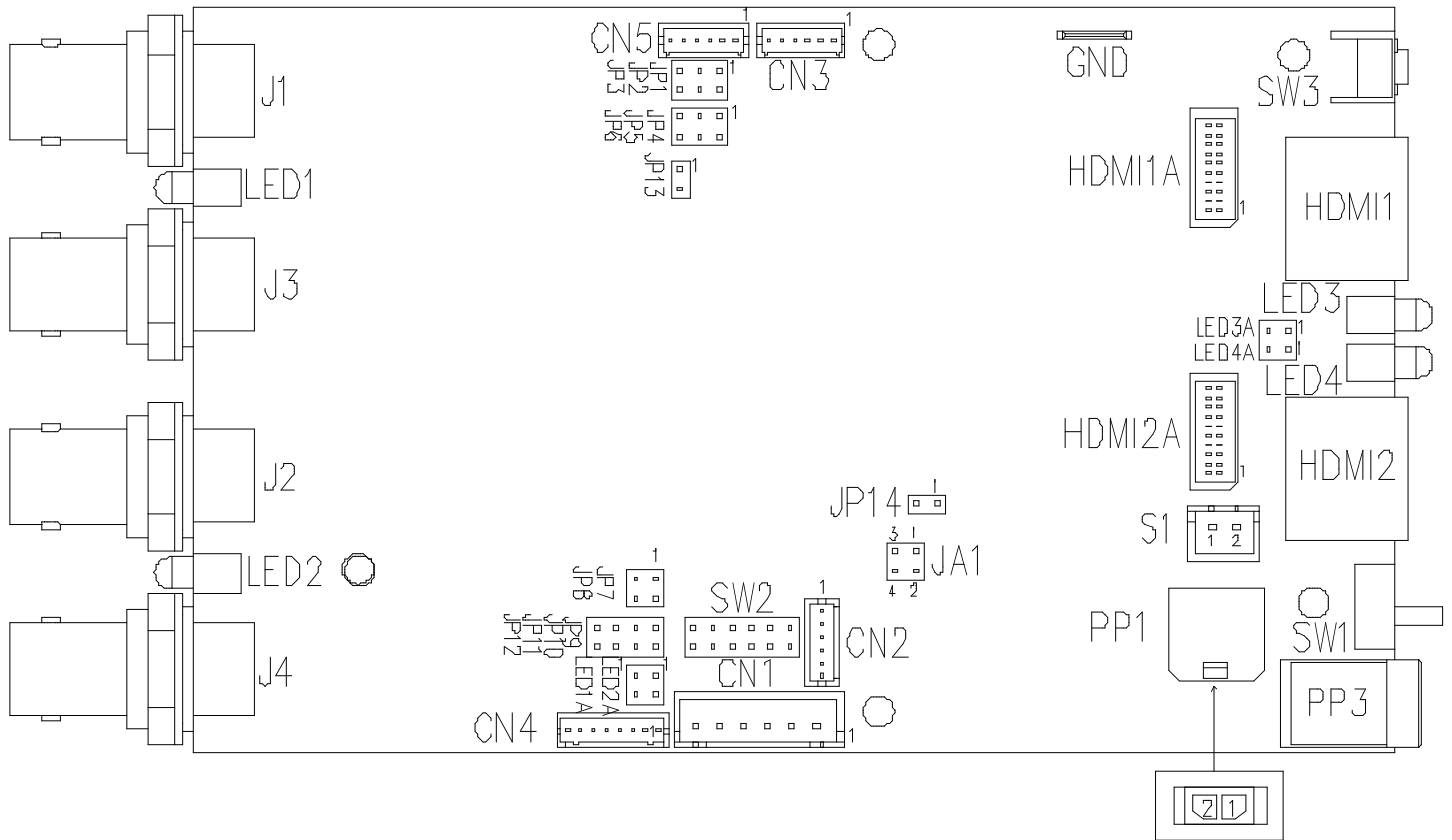 1
1
CN5
CN3
GND
SW3
J1
JP1
JP2
JP3
1
JP4
JP5
JP6
1
JP13
1
HDMI1A
1
HDMI1
LED1
J3
LED3
LED3A
1
LED4A
1
LED4
HDMI2A
1
HDMI2
J2
JP14
1
S1
1 2
3 1
JA1
4 2
LED2
JP7
JP8
1
SW2
1
CN2
PP1
SW1
JP9
JP10
JP11
JP12
LED1A
LED2A
1
1
CN1
J4
PP3
CN4
1
1
2 1